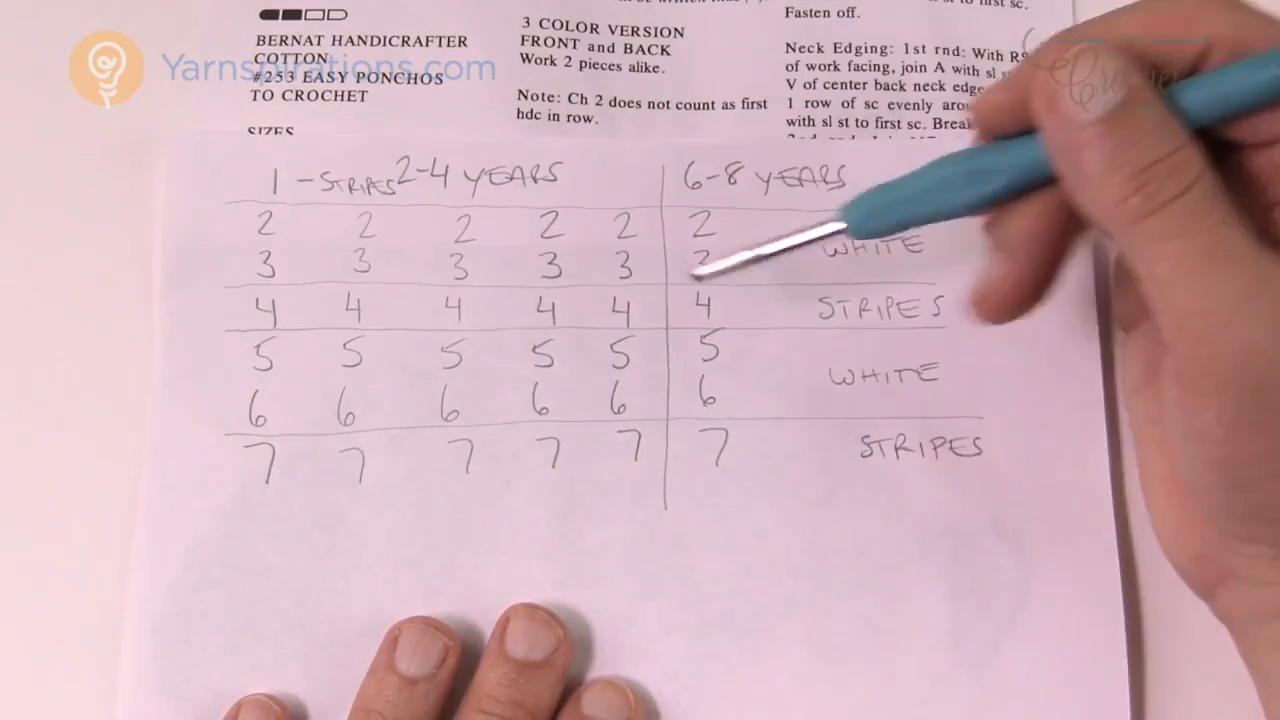 BERNAT HANDICRAFTER
COTTON
#253 EASY PONCHOS
TO CROCHET
SIZES
Yarnspirations.com
3 COLOR VERSION
FRONT and BACK
Work 2 pieces alike.
Note: Ch 2 does not count as first
hdc in row.
Fasten off.
Neck Edging: 1st rnd: With RS
of work facing, join A with sl
V of center back neck edge
1 row of sc evenly
with sl st to first sc.
1 - STRIPES 2-4 YEARS 6-8 YEARS
2 2 2 2 2 2
3 3 3 3 3 3 WHITE
4 4 4 4 4 4 STRIPES
5 5 5 5 5 5
6 6 6 6 6 6 WHITE
7 7 7 7 7 7 STRIPES